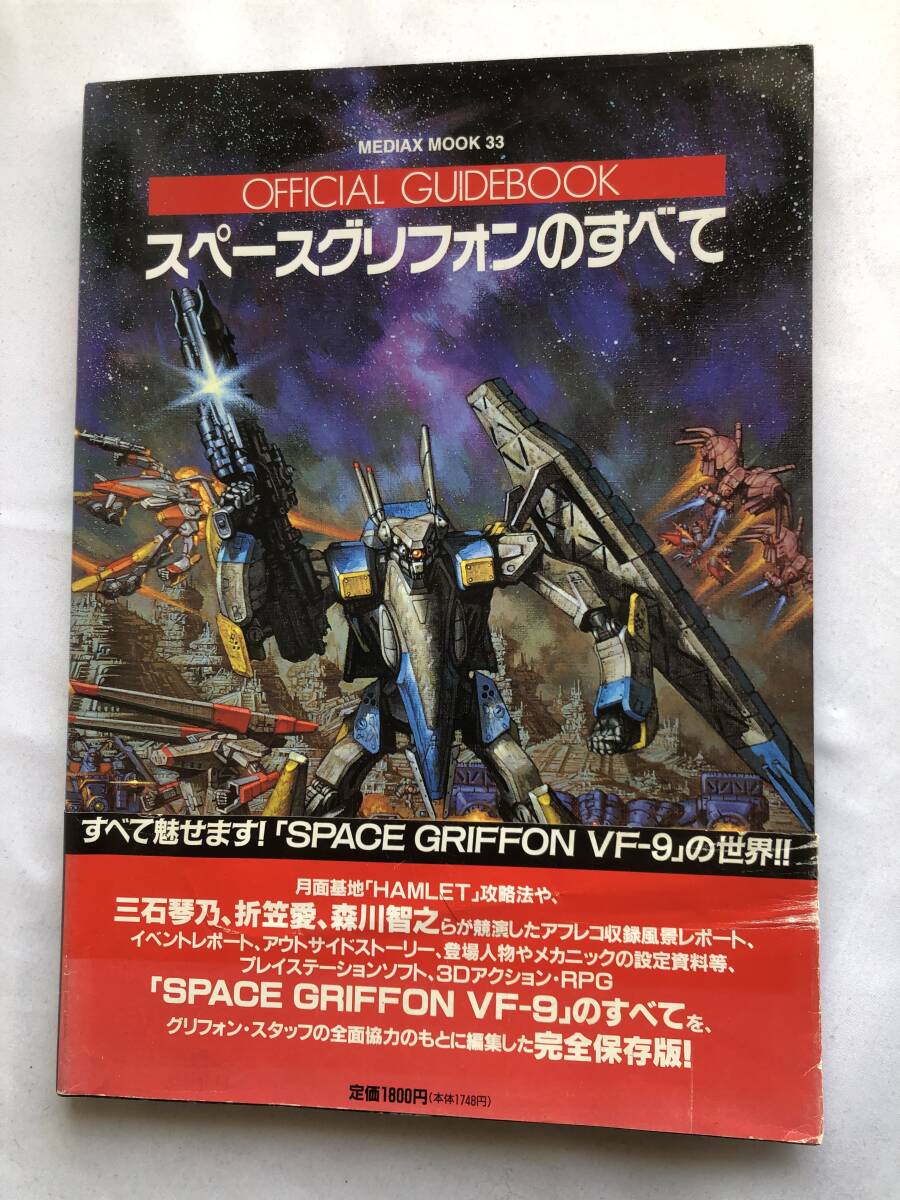 MEDIAX MOOK 33
OFFICIAL GUIDEBOOK
スペースグリフォンのすべて
すべて魅せます!「SPACE GRIFFON VF-9」の世界!!
月面基地「HAMLET」攻略法や、
三石琴乃、折笠愛、森川智之らが競演したアフレコ収録風景レポート、
イベントレポート、アウトサイドストーリー、登場人物やメカニックの設定資料等、
プレイステーションソフト、3Dアクション・RPG
「SPACE GRIFFON VF-9」のすべてを、
グリフォン・スタッフの全面協力のもとに編集した完全保存版!
定価1800円(本体1748円)